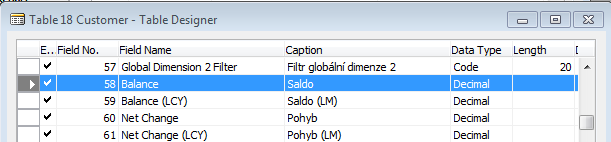 Table 18 Customer - Table Designer
E.. Field No. Field Name Caption Data Type Length
57 Global Dimension 2 Filter Filtr globální dimenze 2 Code 20
58 Balance Saldo Decimal
59 Balance (LCY) Saldo (LM) Decimal
60 Net Change Pohyb Decimal
61 Net Change (LCY) Pohyb (LM) Decimal